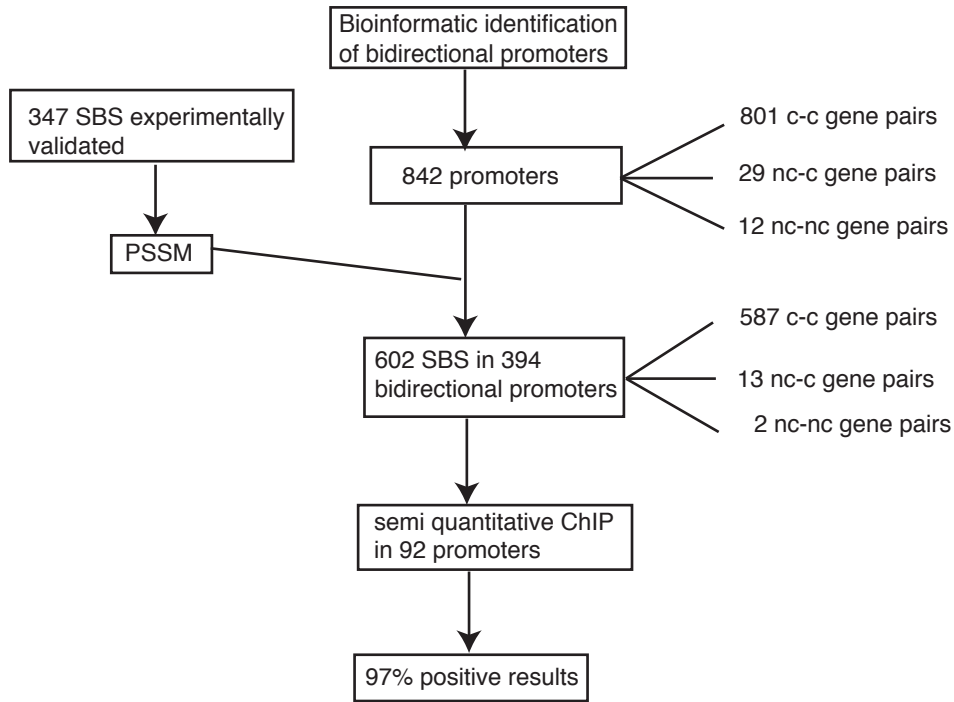 Bioinformatic identification
of bidirectional promoters
347 SBS experimentally
validated
801 c-c gene pairs
842 promoters
29 nc-c gene pairs
12 nc-nc gene pairs
PSSM
587 c-c gene pairs
602 SBS in 394
bidirectional promoters
13 nc-c gene pairs
2 nc-nc gene pairs
semi quantitative ChIP
in 92 promoters
97% positive results